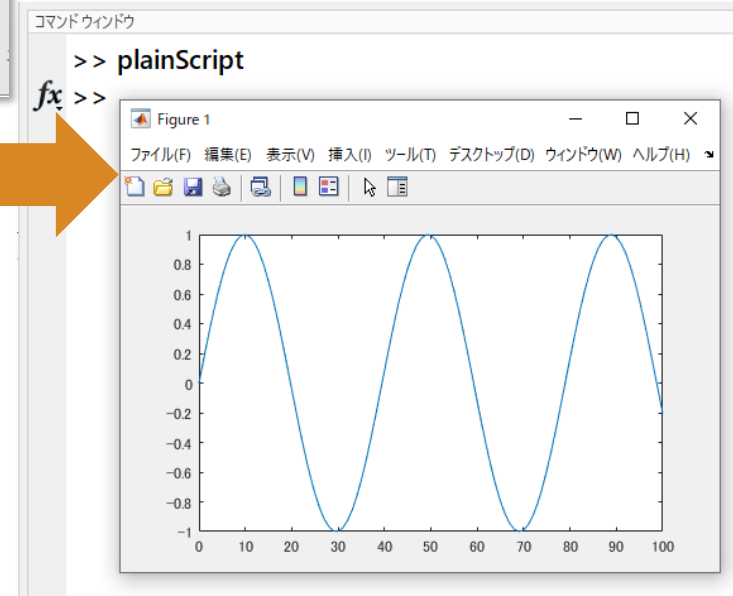 コマンド ウィンドウ
>> plainScript
fx >>
Figure 1
ファイル(F) 編集(E) 表示(V) 挿入(I) ツール(T) デスクトップ(D) ウィンドウ(W) ヘルプ(H)
1
0.8
0.6
0.4
0.2
0
-0.2
-0.4
-0.6
-0.8
-1
0 10 20 30 40 50 60 70 80 90 100